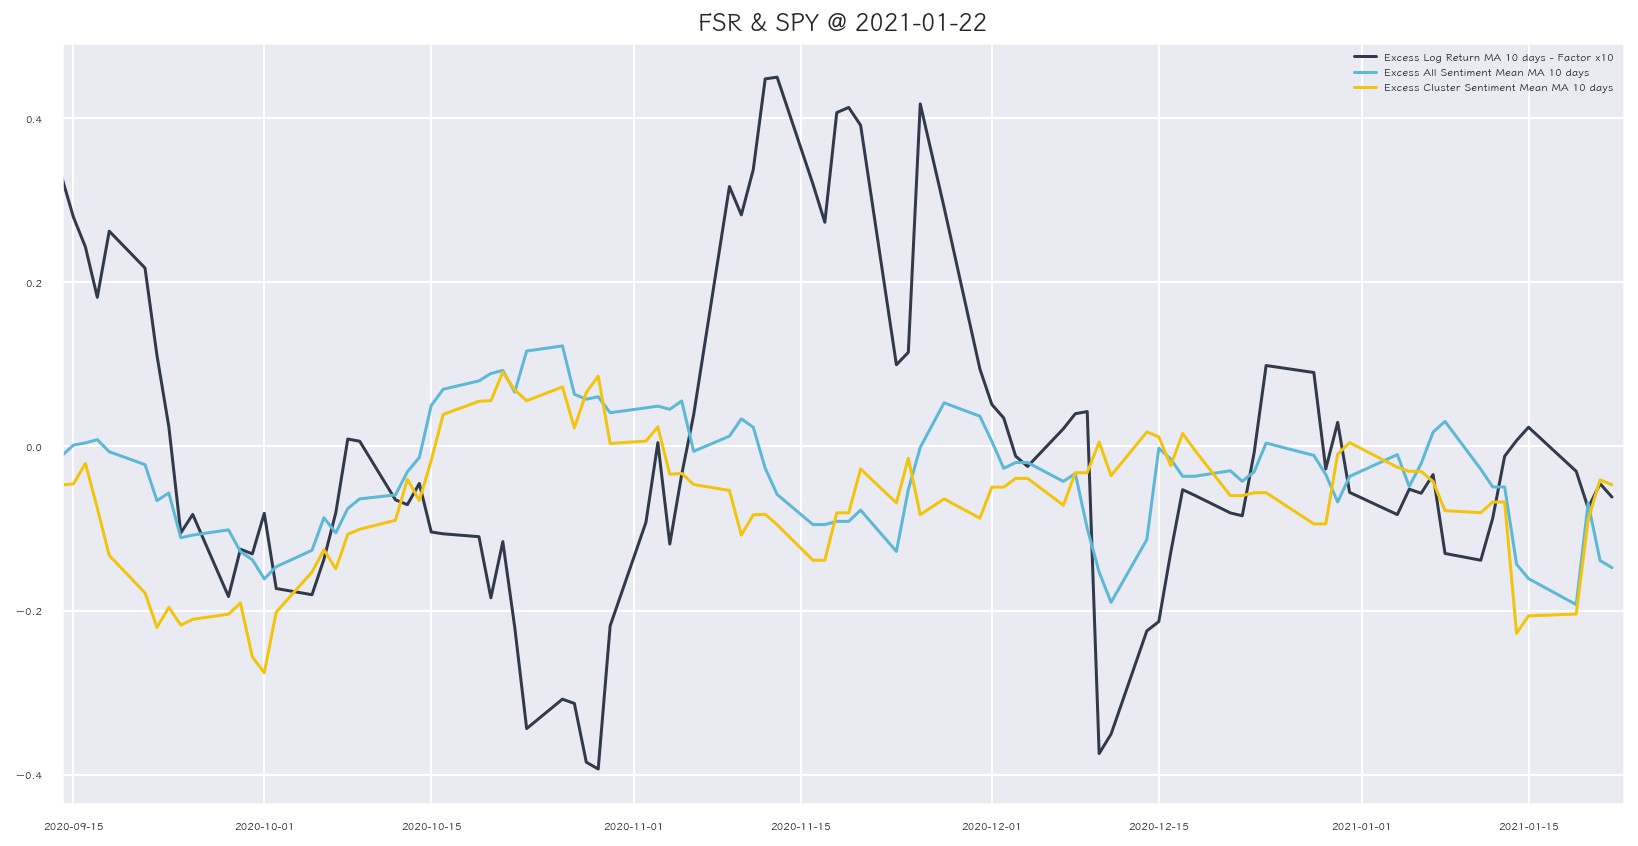 FSR & SPY @ 2021-01-22
Excess Log Return MA 10 days - Factor x10
Excess All Sentiment Mean MA 10 days
Excess Cluster Sentiment Mean MA 10 days
0.4
0.2
0.0
−0.2
−0.4
2020-09-15 2020-10-01 2020-10-15 2020-11-01 2020-11-15 2020-12-01 2020-12-15 2021-01-01 2021-01-15